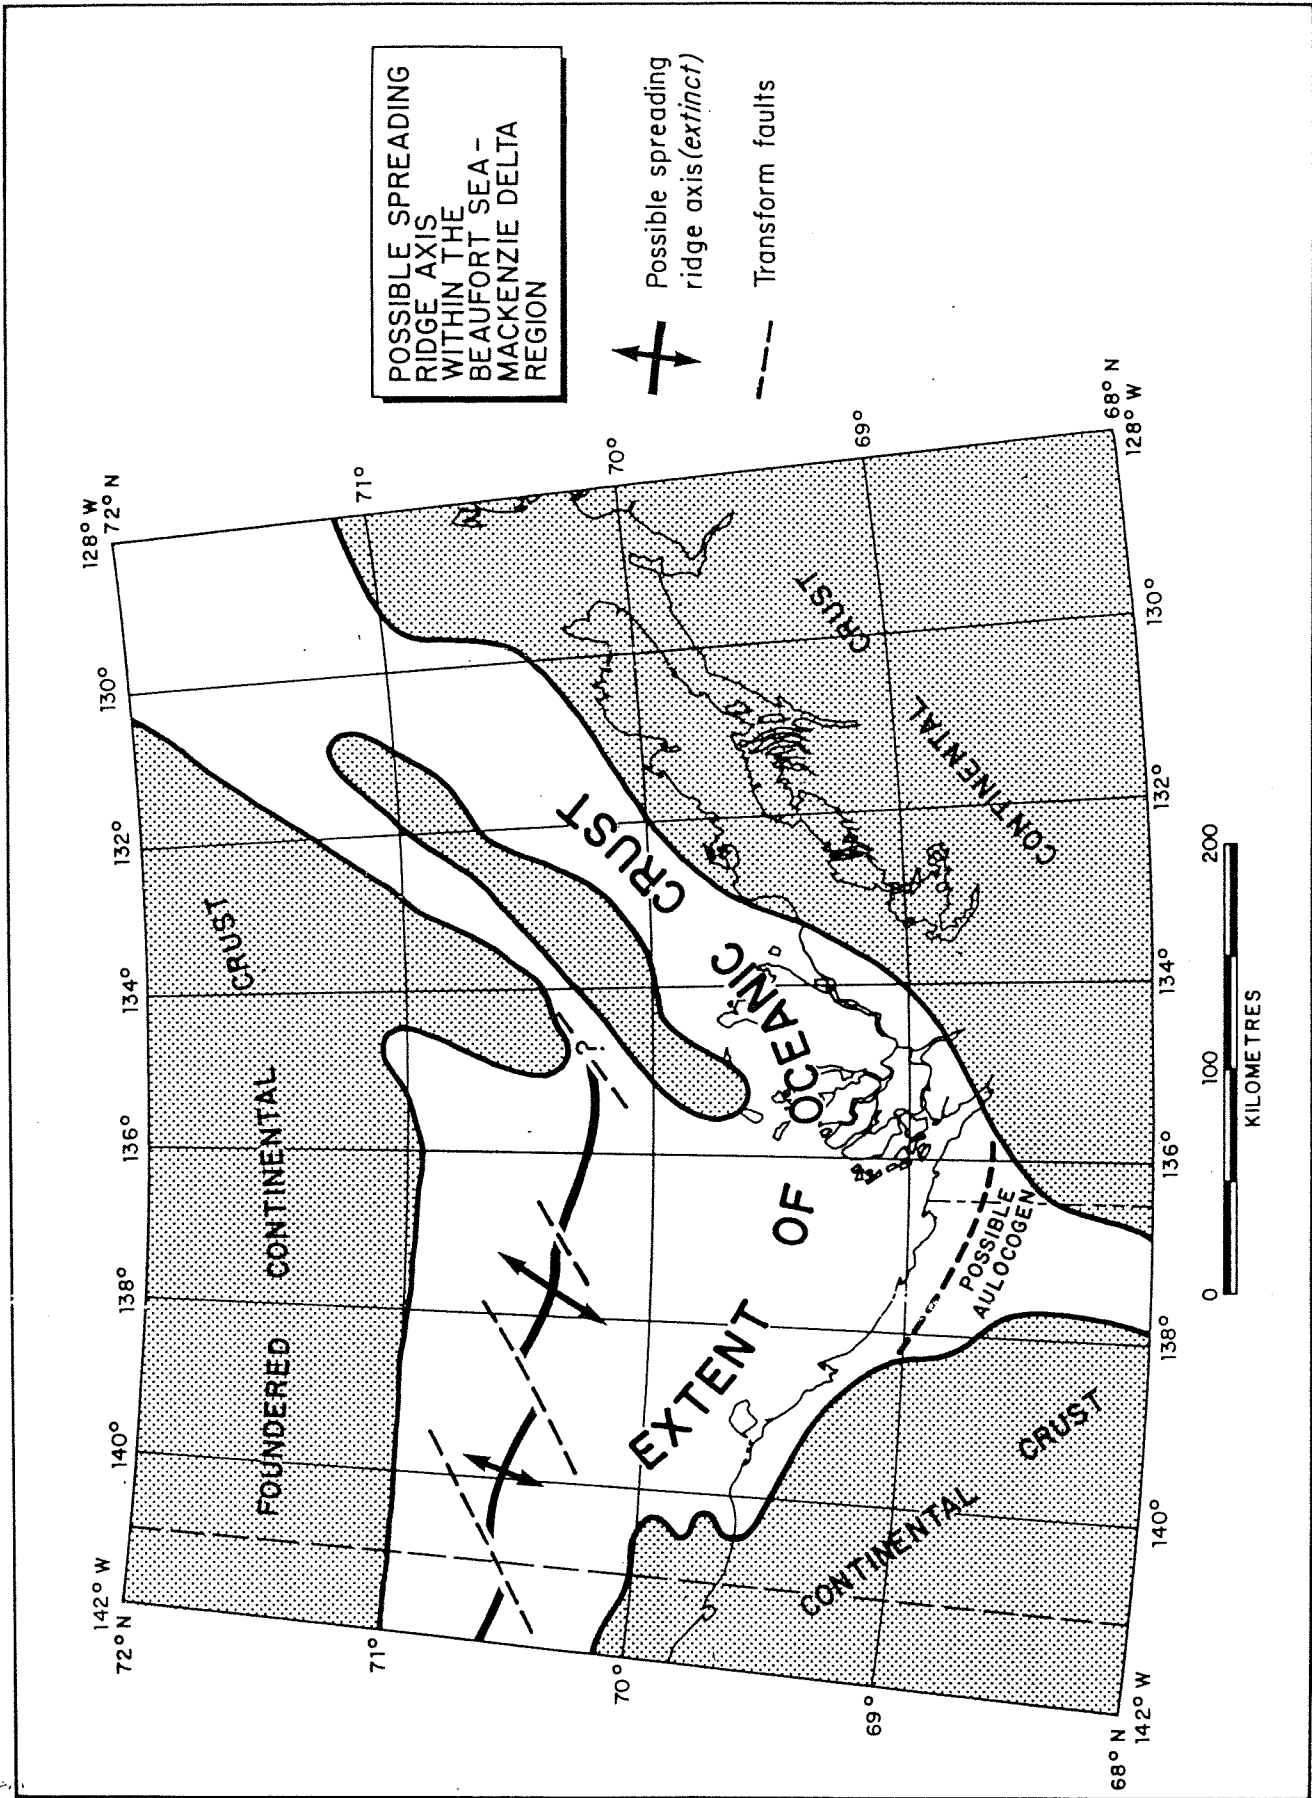 POSSIBLE SPREADING
RIDGE AXIS
WITHIN THE
BEAUFORT SEA-
MACKENZIE DELTA
REGION
Possible spreading
ridge axis (extinct)
Transform faults
142° W
140°
138°
136°
134°
132°
130°
128° W
72° N
72° N
71°
71°
70°
70°
69°
69°
68° N
68° N
142° W
140°
138°
136°
134°
132°
130°
128° W
FOUNDERED CONTINENTAL CRUST
?
EXTENT OF OCEANIC CRUST
CONTINENTAL CRUST
POSSIBLE
AULOCOGEN
CONTINENTAL CRUST
0 100 200
KILOMETRES